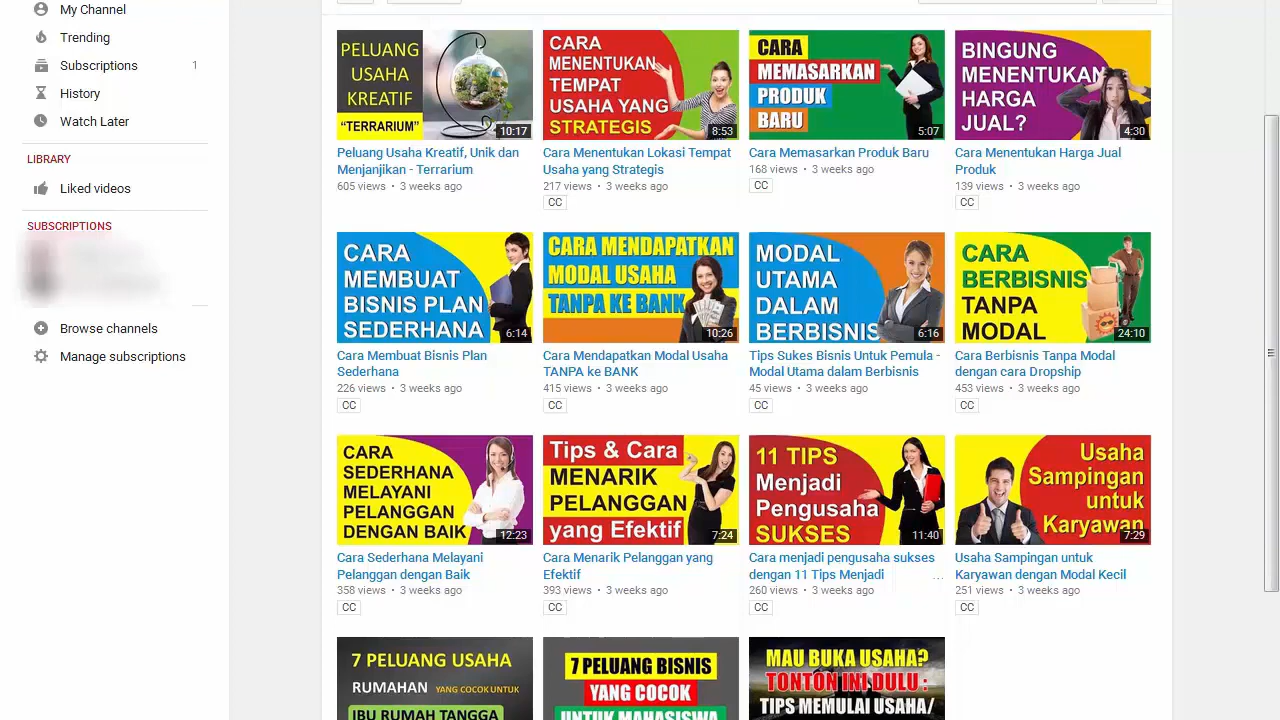 My Channel
Trending
Subscriptions 1
History
Watch Later
LIBRARY
Liked videos
SUBSCRIPTIONS
Browse channels
Manage subscriptions
PELUANG
USAHA
KREATIF
“TERRARIUM”
10:17
Peluang Usaha Kreatif, Unik dan
Menjanjikan - Terrarium
605 views • 3 weeks ago
CARA
MENENTUKAN
TEMPAT
USAHA YANG
STRATEGIS
8:53
Cara Menentukan Lokasi Tempat
Usaha yang Strategis
217 views • 3 weeks ago
CC
CARA
MEMASARKAN
PRODUK
BARU
5:07
Cara Memasarkan Produk Baru
168 views • 3 weeks ago
CC
BINGUNG
MENENTUKAN
HARGA
JUAL?
4:30
Cara Menentukan Harga Jual
Produk
139 views • 3 weeks ago
CC
CARA
MEMBUAT
BISNIS PLAN
SEDERHANA
6:14
Cara Membuat Bisnis Plan
Sederhana
226 views • 3 weeks ago
CC
CARA MENDAPATKAN
MODAL USAHA
TANPA KE BANK
10:26
Cara Mendapatkan Modal Usaha
TANPA ke BANK
415 views • 3 weeks ago
CC
MODAL
UTAMA
DALAM
BERBISNIS
6:16
Tips Sukes Bisnis Untuk Pemula -
Modal Utama dalam Berbisnis
45 views • 3 weeks ago
CC
CARA
BERBISNIS
TANPA
MODAL
24:10
Cara Berbisnis Tanpa Modal
dengan cara Dropship
453 views • 3 weeks ago
CC
CARA
SEDERHANA
MELAYANI
PELANGGAN
DENGAN BAIK
12:23
Cara Sederhana Melayani
Pelanggan dengan Baik
358 views • 3 weeks ago
CC
Tips & Cara
MENARIK
PELANGGAN
yang Efektif
7:24
Cara Menarik Pelanggan yang
Efektif
393 views • 3 weeks ago
CC
11 TIPS
Menjadi
Pengusaha
SUKSES
11:40
Cara menjadi pengusaha sukses
dengan 11 Tips Menjadi ...
260 views • 3 weeks ago
CC
Usaha
Sampingan
untuk
Karyawan
7:29
Usaha Sampingan untuk
Karyawan dengan Modal Kecil
251 views • 3 weeks ago
CC
7 PELUANG USAHA
RUMAHAN YANG COCOK UNTUK
IBU RUMAH TANGGA
7 PELUANG BISNIS
YANG COCOK
UNTUK MAHASISWA
MAU BUKA USAHA?
TONTON INI DULU :
TIPS MEMULAI USAHA/